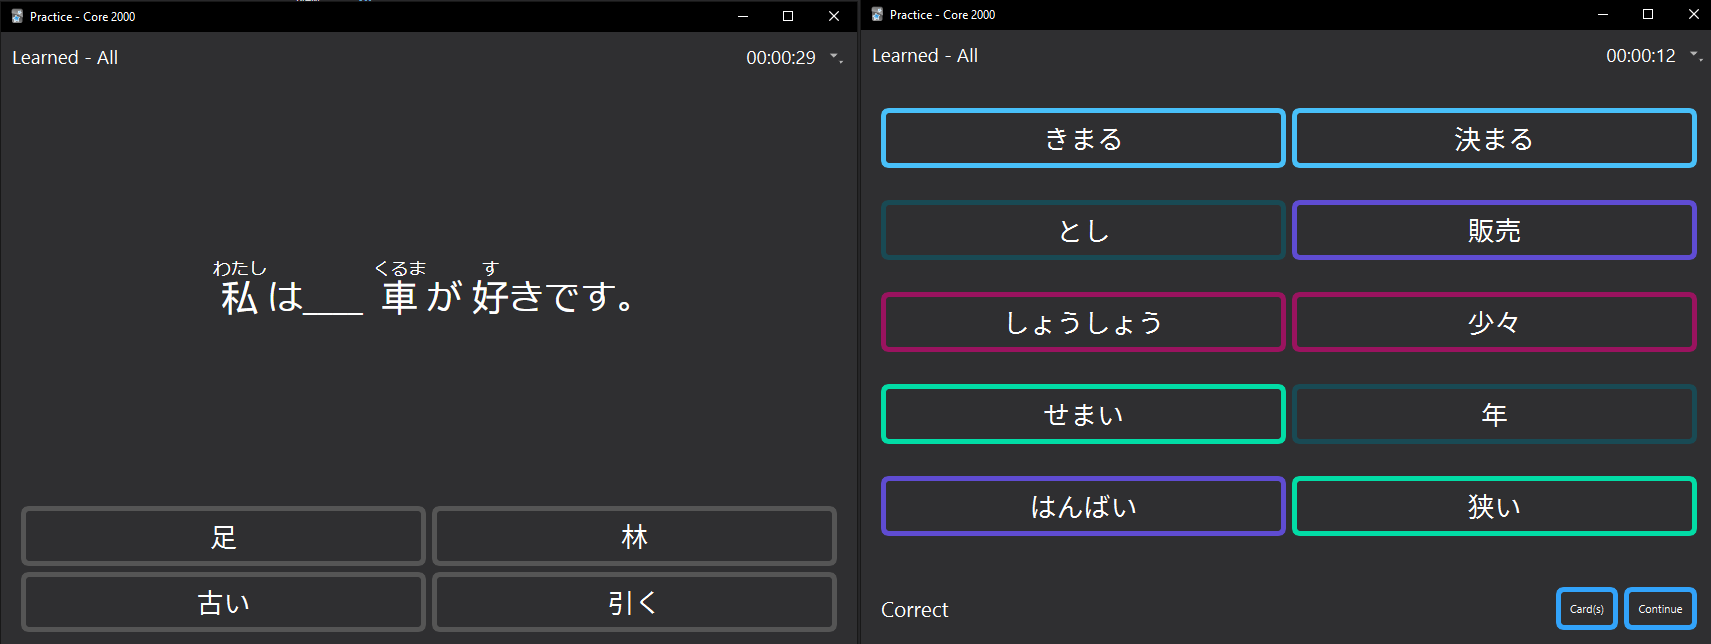 Practice - Core 2000
Learned - All
00:00:29
わたし くるま す
私は____車が好きです。
足
林
古い
引く
Practice - Core 2000
Learned - All
00:00:12
きまる
決まる
とし
販売
しょうしょう
少々
せまい
年
はんばい
狭い
Correct
Card(s)
Continue